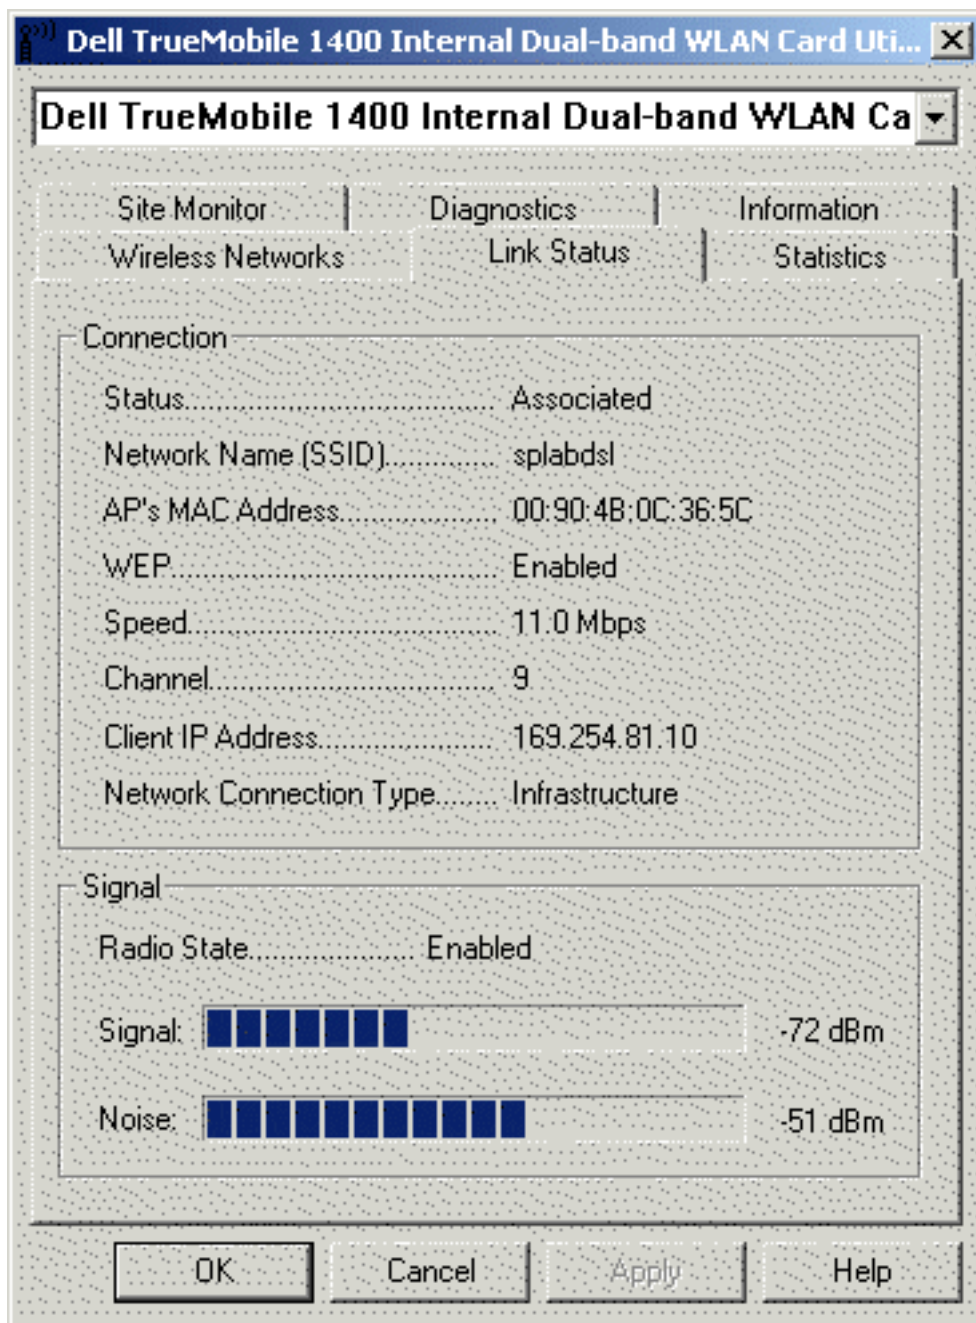 Dell TrueMobile 1400 Internal Dual-band WLAN Card Uti...
Dell TrueMobile 1400 Internal Dual-band WLAN Ca
Site Monitor Diagnostics Information
Wireless Networks Link Status Statistics
Connection
Status................................ Associated
Network Name (SSID)........... splabdsl
AP's MAC Address................ 00:90:4B:0C:36:5C
WEP................................. Enabled
Speed............................... 11.0 Mbps
Channel............................. 9
Client IP Address.................. 169.254.81.10
Network Connection Type........ Infrastructure
Signal
Radio State..................... Enabled
Signal: -72 dBm
Noise: -51 dBm
OK Cancel Apply Help